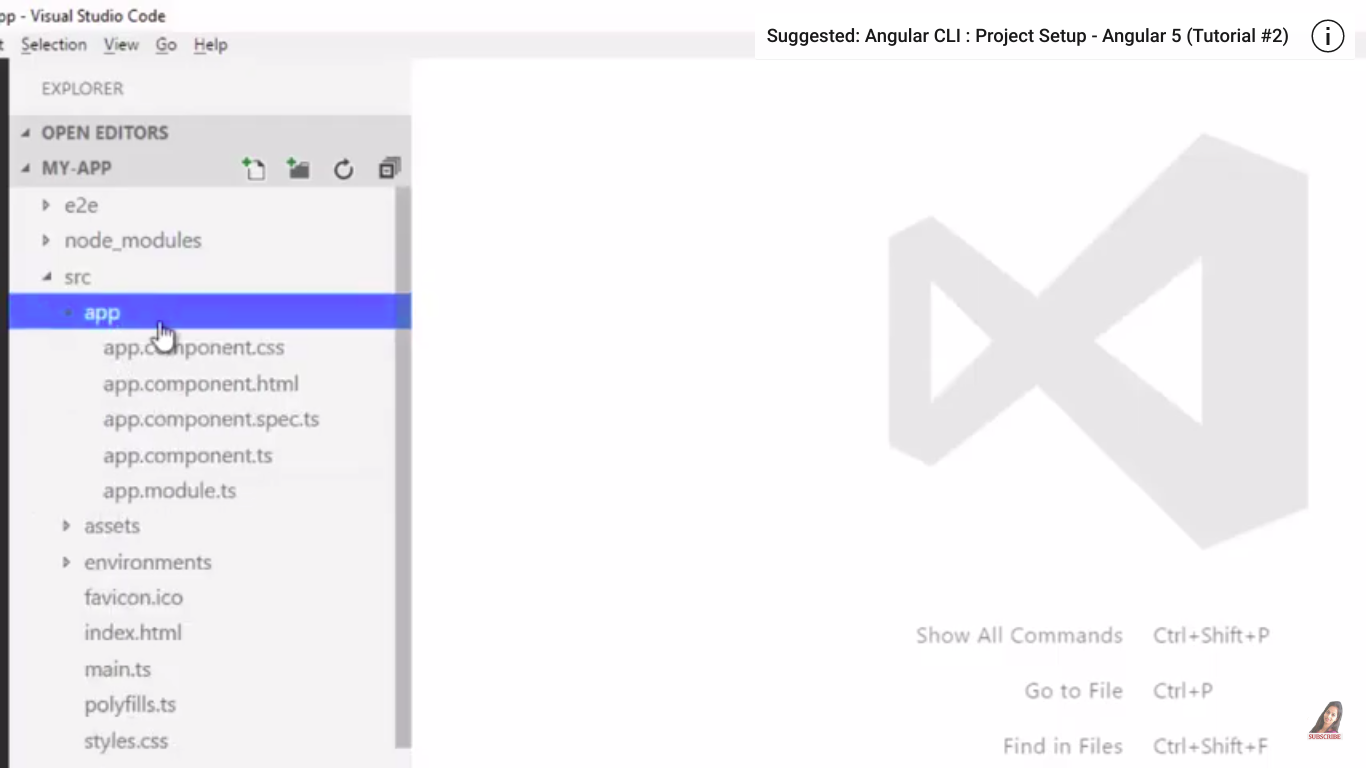 op - Visual Studio Code
t Selection View Go Help
Suggested: Angular CLI : Project Setup - Angular 5 (Tutorial #2)
EXPLORER
OPEN EDITORS
MY-APP
e2e
node_modules
src
app
app.component.css
app.component.html
app.component.spec.ts
app.component.ts
app.module.ts
assets
environments
favicon.ico
index.html
main.ts
polyfills.ts
styles.css
Show All Commands Ctrl+Shift+P
Go to File Ctrl+P
Find in Files Ctrl+Shift+F
SUBSCRIBE